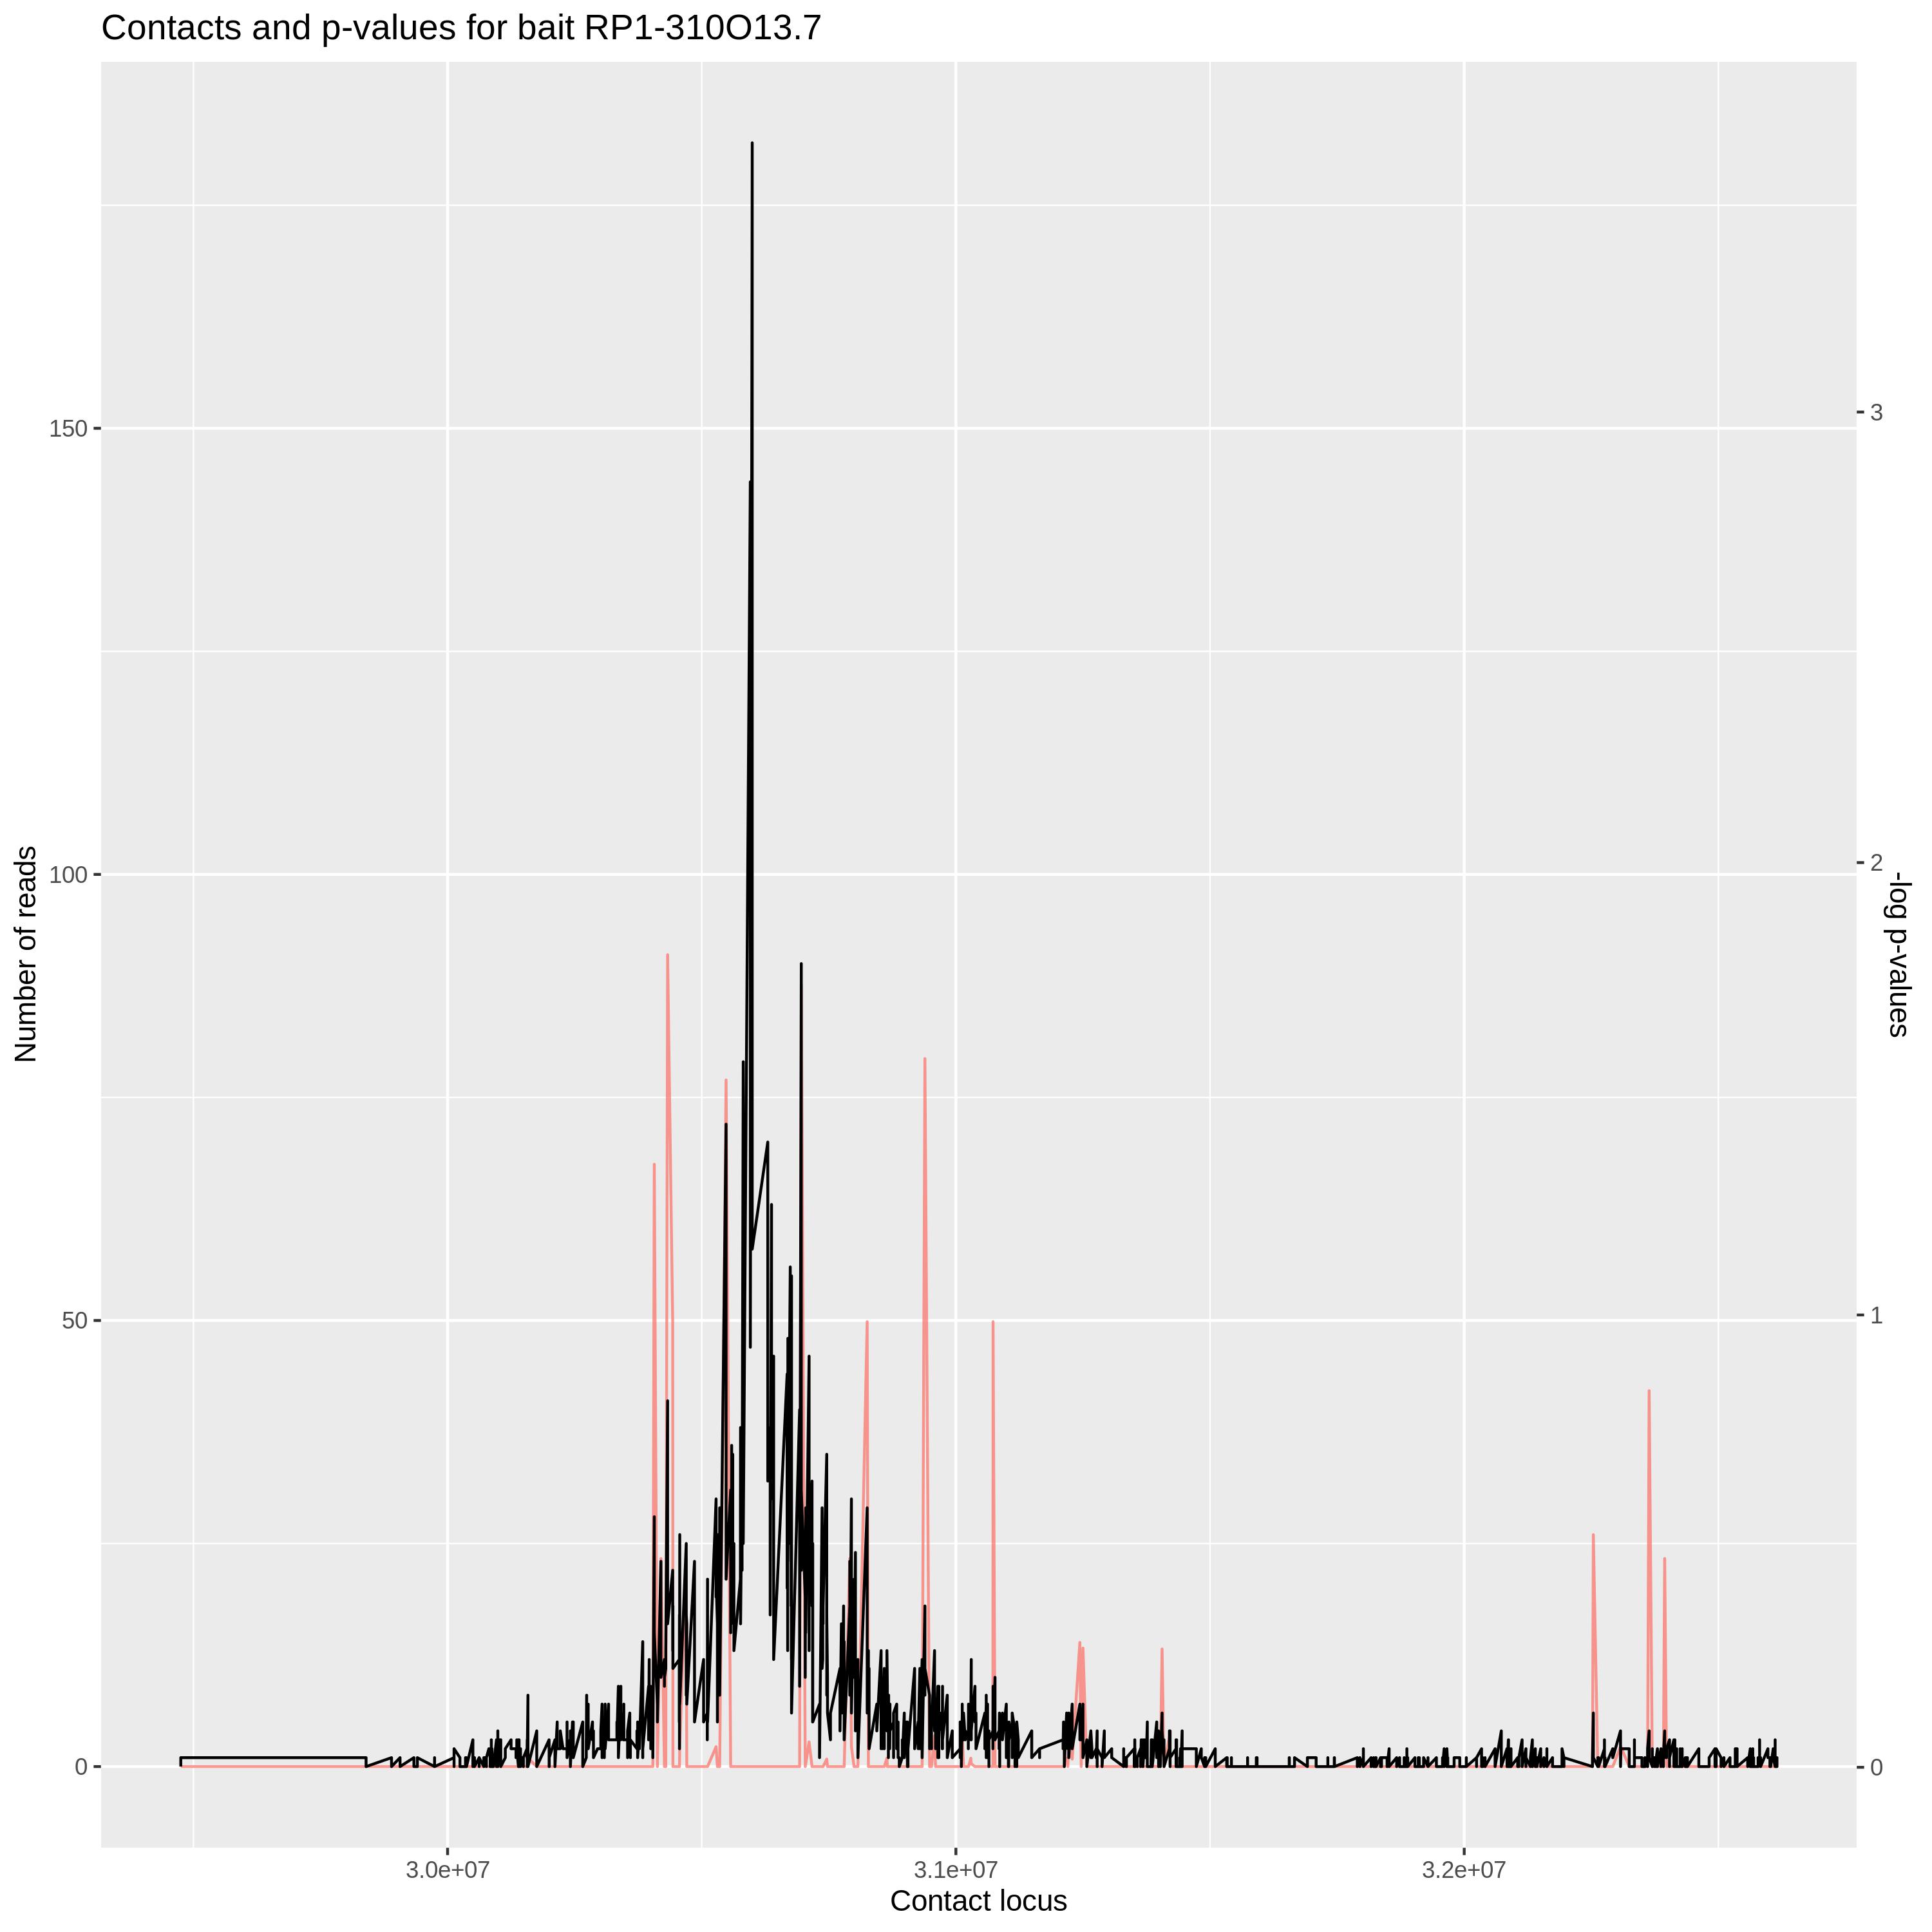 Contacts and p-values for bait RP1-310O13.7
150
100
50
0
Number of reads
3
2
1
0
-log p-values
3.0e+07
3.1e+07
3.2e+07
Contact locus